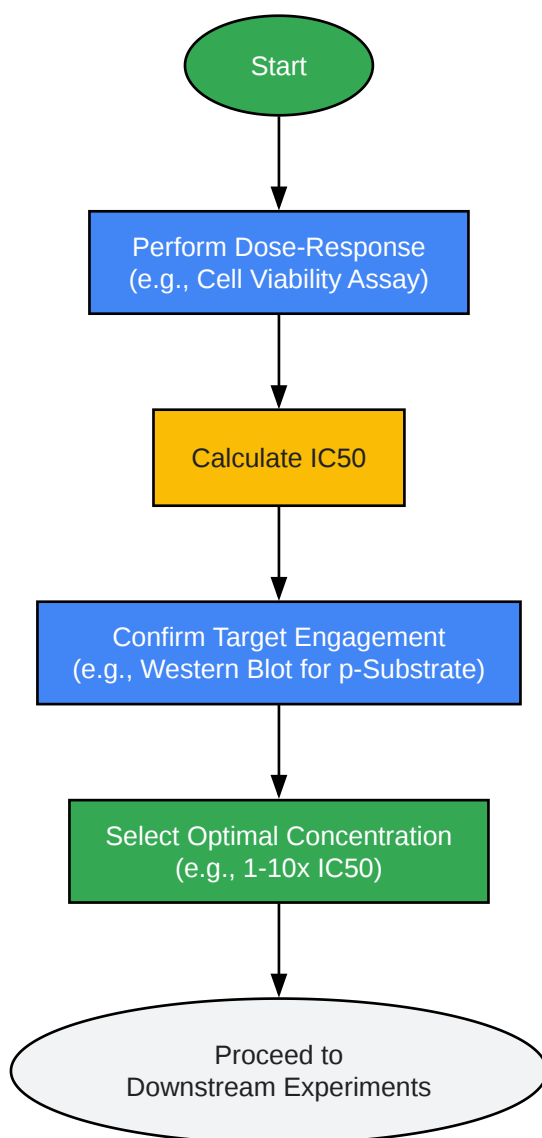 Start
Perform Dose-Response
(e.g., Cell Viability Assay)
Calculate IC50
Confirm Target Engagement
(e.g., Western Blot for p-Substrate)
Select Optimal Concentration
(e.g., 1-10x IC50)
Proceed to
Downstream Experiments